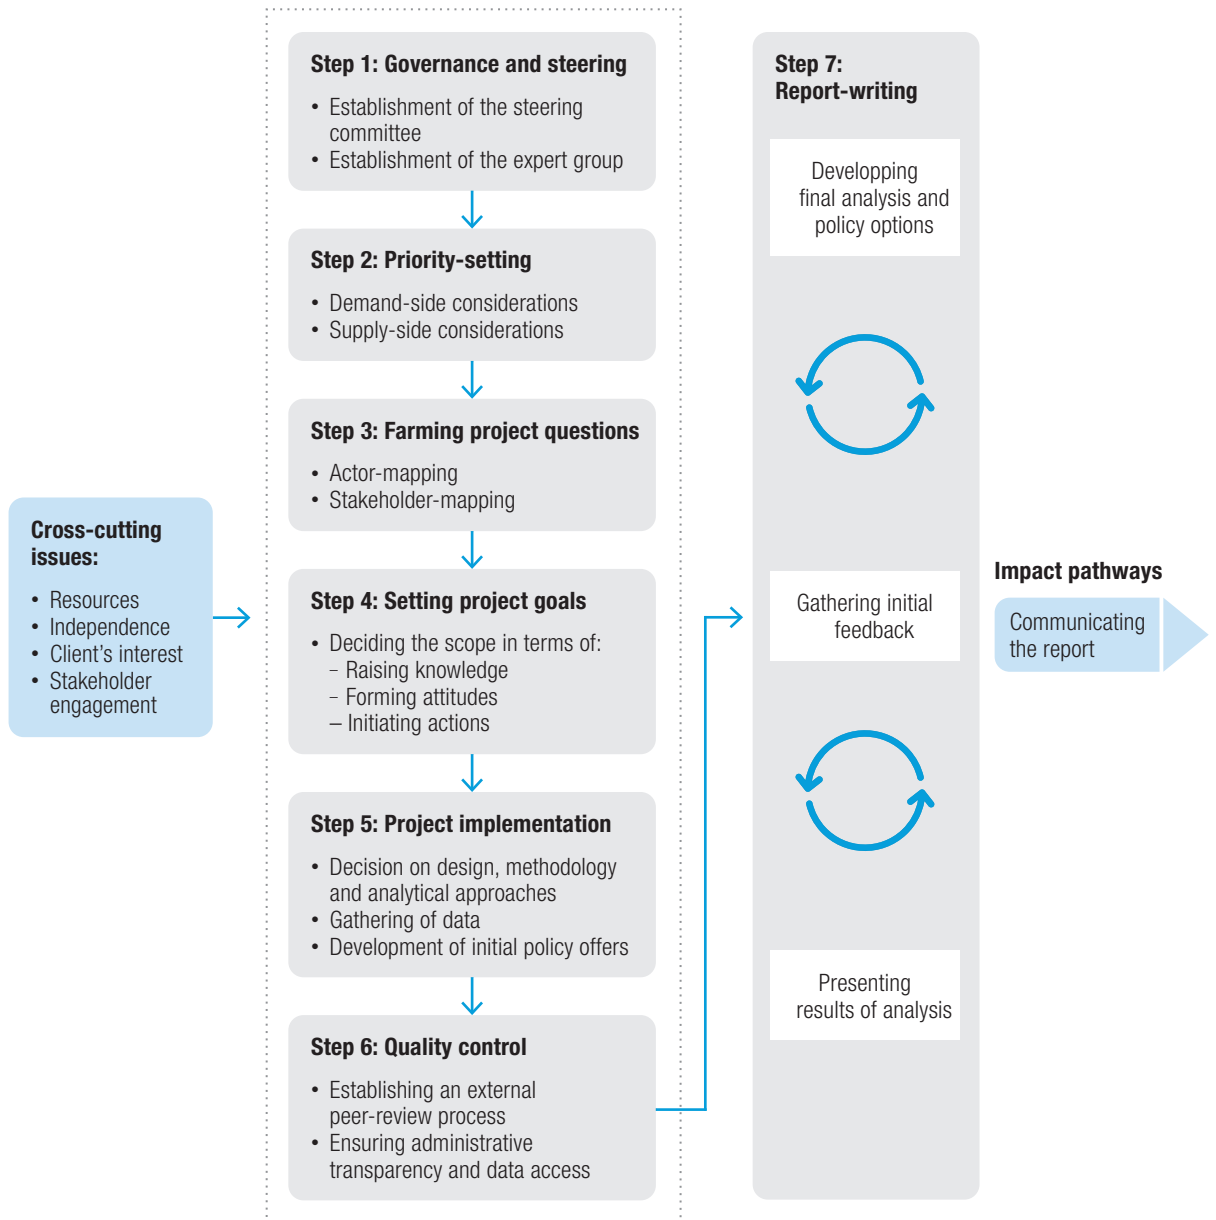 Step 1: Governance and steering
• Establishment of the steering
committee
• Establishment of the expert group
Step 2: Priority-setting
• Demand-side considerations
• Supply-side considerations
Step 3: Farming project questions
• Actor-mapping
• Stakeholder-mapping
Cross-cutting
issues:
• Resources
• Independence
• Client's interest
• Stakeholder
engagement
Step 4: Setting project goals
• Deciding the scope in terms of:
– Raising knowledge
– Forming attitudes
– Initiating actions
Step 5: Project implementation
• Decision on design, methodology
and analytical approaches
• Gathering of data
• Development of initial policy offers
Step 6: Quality control
• Establishing an external
peer-review process
• Ensuring administrative
transparency and data access
Step 7:
Report-writing
Developping
final analysis and
policy options
Gathering initial
feedback
Presenting
results of analysis
Impact pathways
Communicating
the report